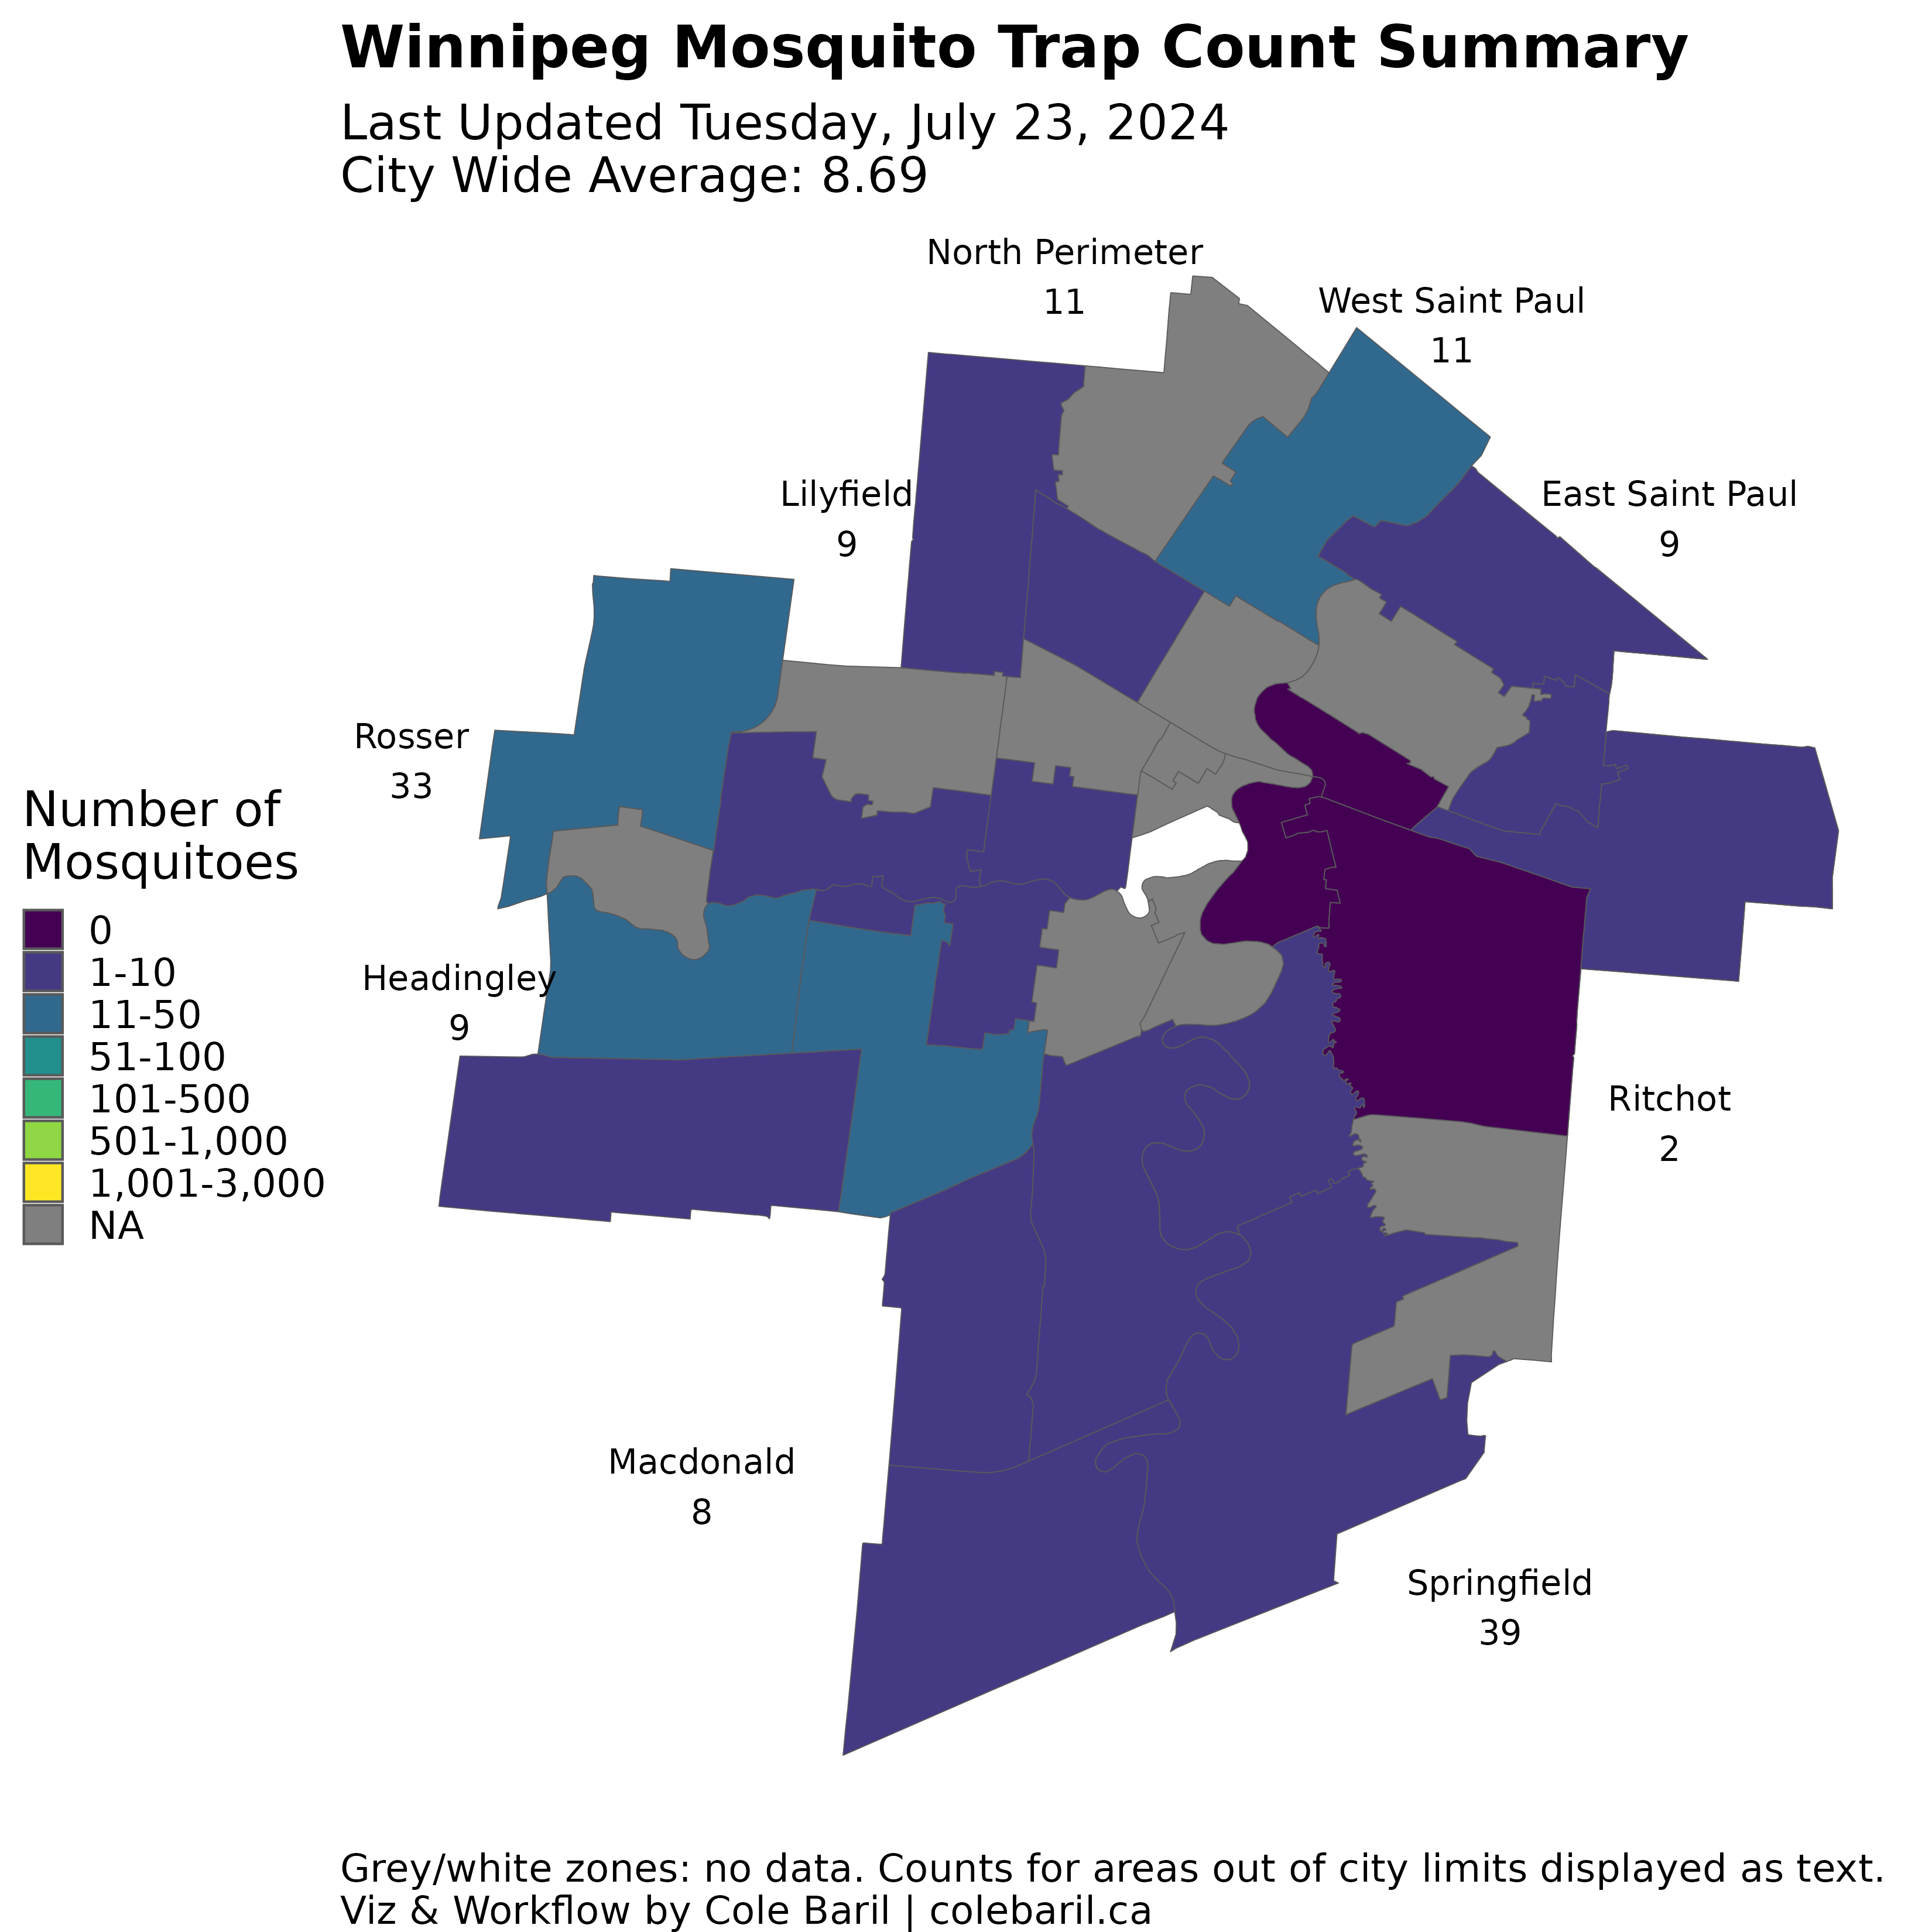 Winnipeg Mosquito Trap Count Summary
Last Updated Tuesday, July 23, 2024
City Wide Average: 8.69
North Perimeter
11
West Saint Paul
11
Lilyfield
9
East Saint Paul
9
Rosser
33
Headingley
9
Ritchot
2
Macdonald
8
Springfield
39
Number of
Mosquitoes
0
1-10
11-50
51-100
101-500
501-1,000
1,001-3,000
NA
Grey/white zones: no data. Counts for areas out of city limits displayed as text.
Viz & Workflow by Cole Baril | colebaril.ca